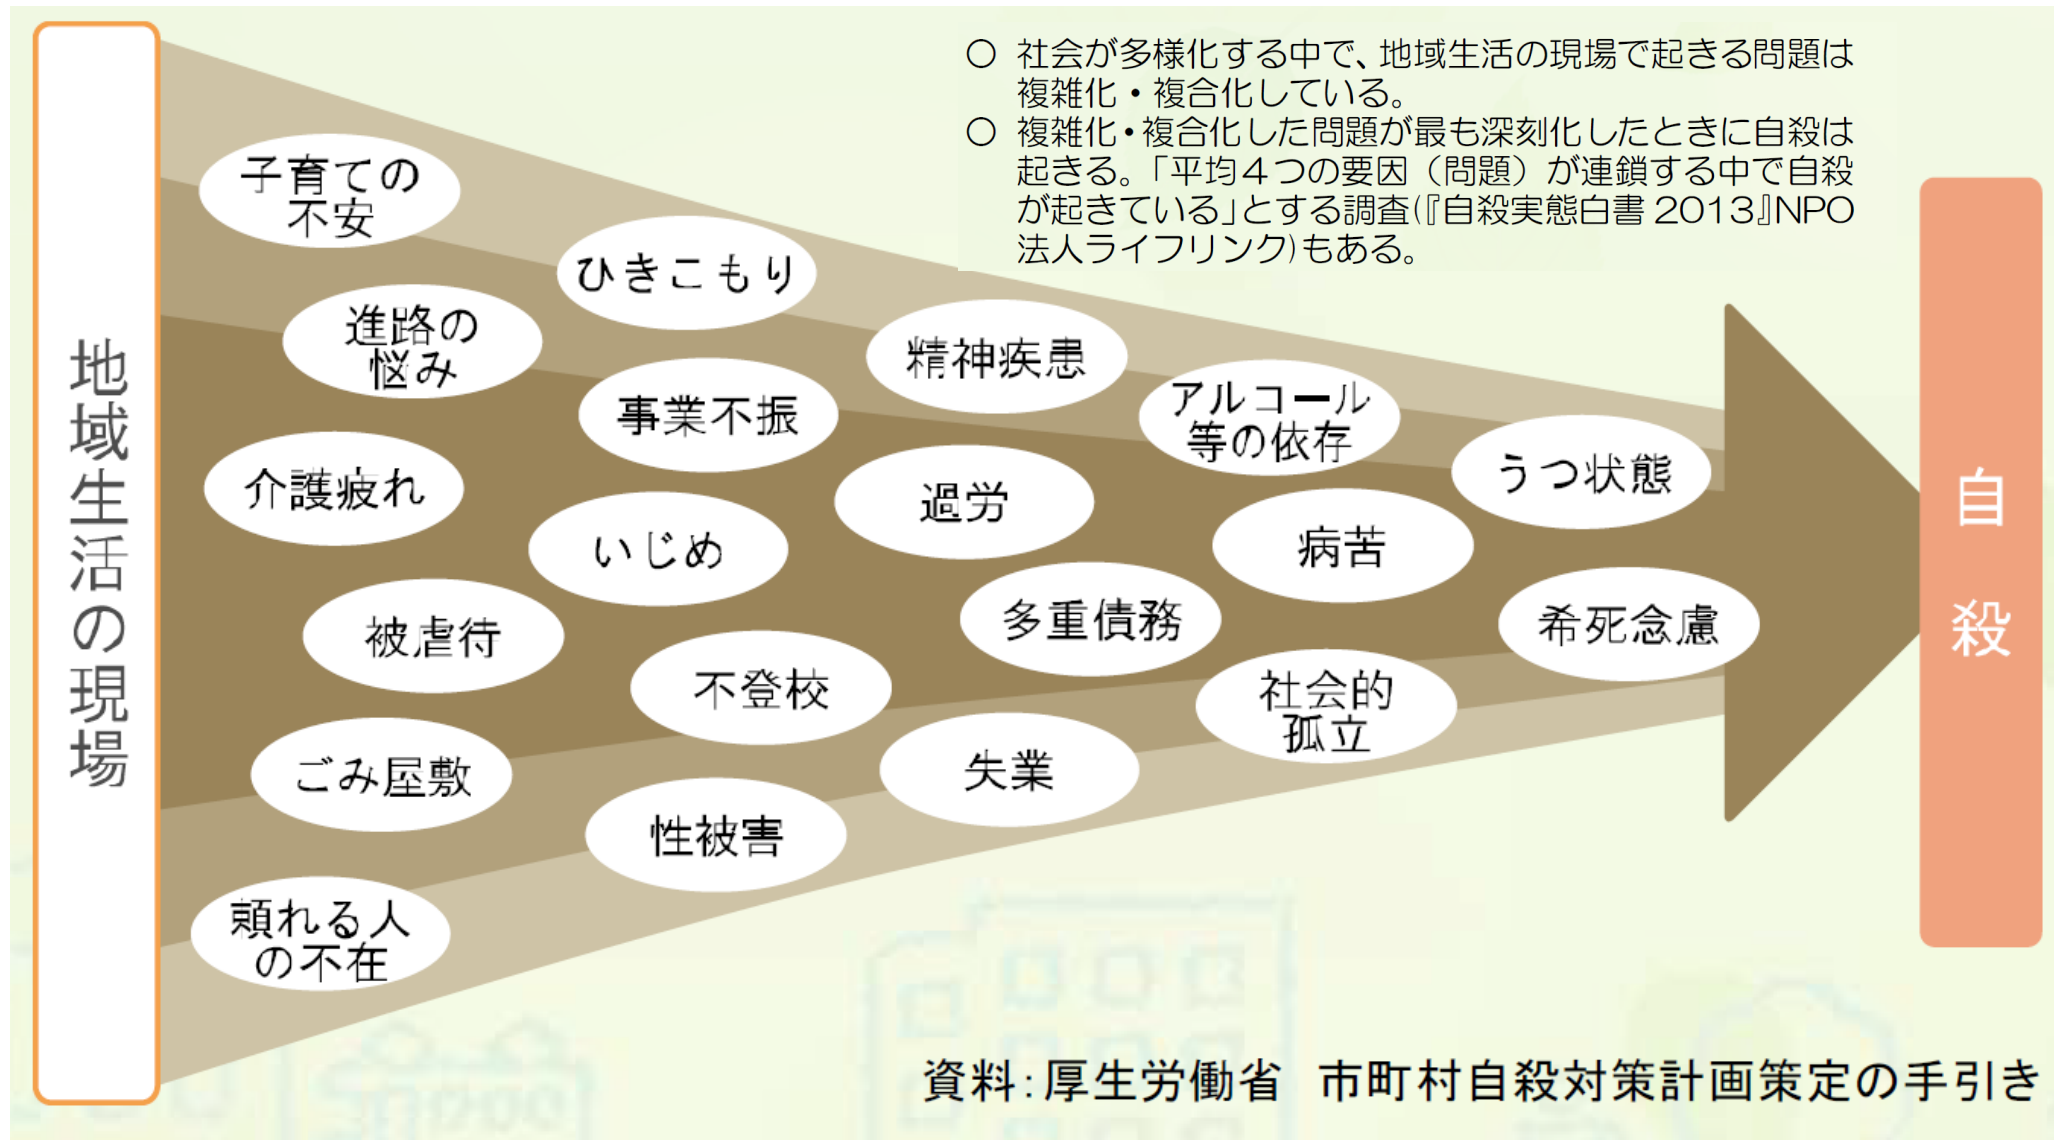 地域生活の現場
○ 社会が多様化する中で、地域生活の現場で起きる問題は
複雑化・複合化している。
○ 複雑化・複合化した問題が最も深刻化したときに自殺は
起きる。「平均4つの要因（問題）が連鎖する中で自殺
が起きている」とする調査(『自殺実態白書 2013』NPO
法人ライフリンク)もある。
子育ての
不安
ひきこもり
進路の
悩み
精神疾患
事業不振
アルコール
等の依存
うつ状態
介護疲れ
過労
いじめ
病苦
被虐待
多重債務
希死念慮
不登校
社会的
孤立
ごみ屋敷
失業
性被害
頼れる人
の不在
自殺
資料：厚生労働省　市町村自殺対策計画策定の手引き